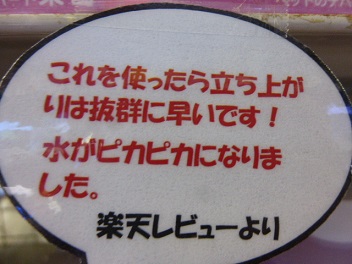 これを使ったら立ち上が
りは抜群に早いです!
水がピカピカになりま
した。
楽天レビューより